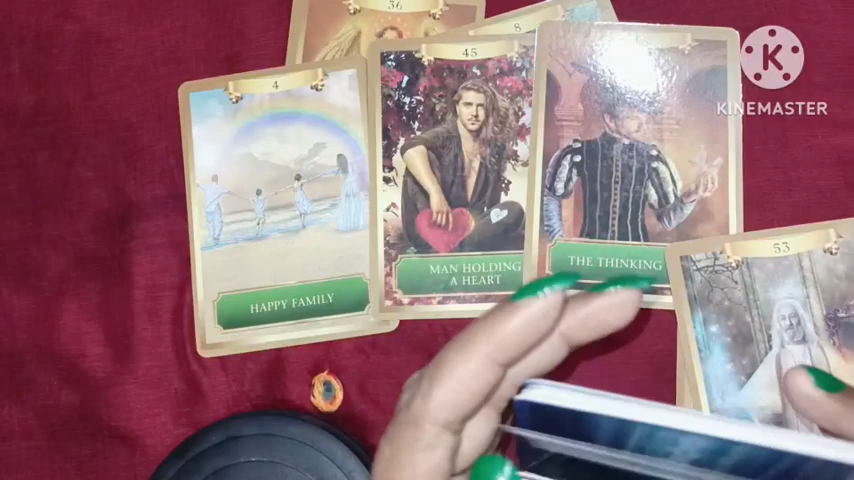 36
8
K
KINEMASTER
4
HAPPY FAMILY
45
MAN HOLDING
A HEART
THE THINKING
53